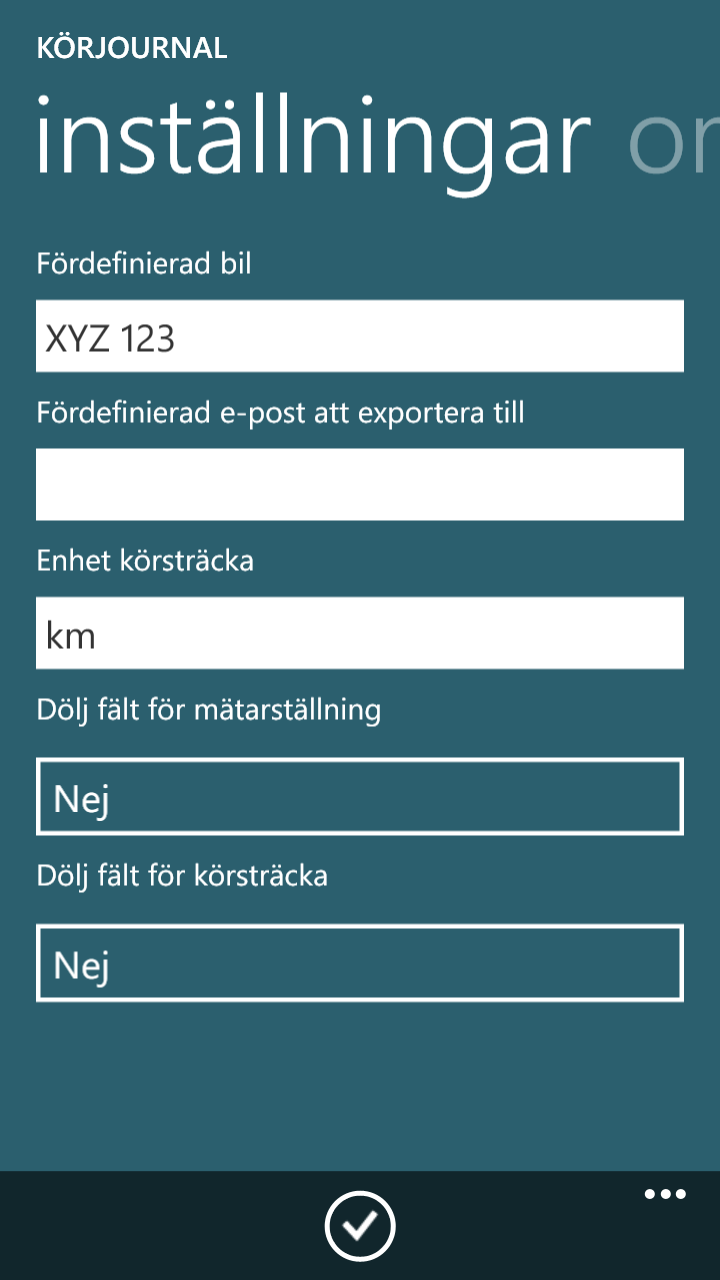 KÖRJOURNAL
inställningar
Fördefinierad bil
XYZ 123
Fördefinierad e-post att exportera till
Enhet körsträcka
km
Dölj fält för mätarställning
Nej
Dölj fält för körsträcka
Nej